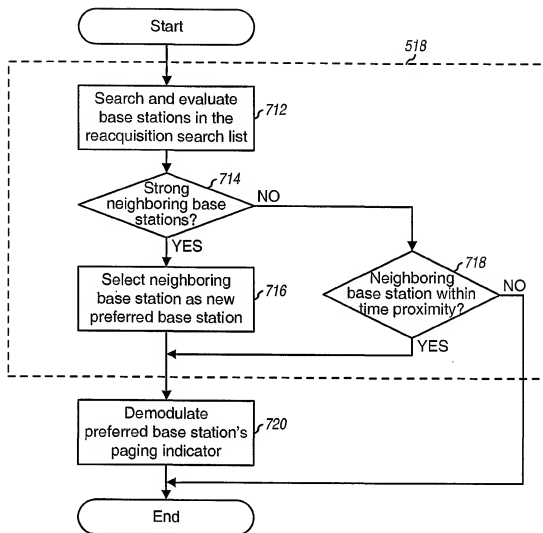 Start
518
Search and evaluate
base stations in the
reacquisition search list
712
714
Strong
neighboring base
stations?
NO
YES
718
Select neighboring
base station as new
preferred base station
716
Neighboring
base station within
time proximity?
NO
YES
Demodulate
preferred base station's
paging indicator
720
End